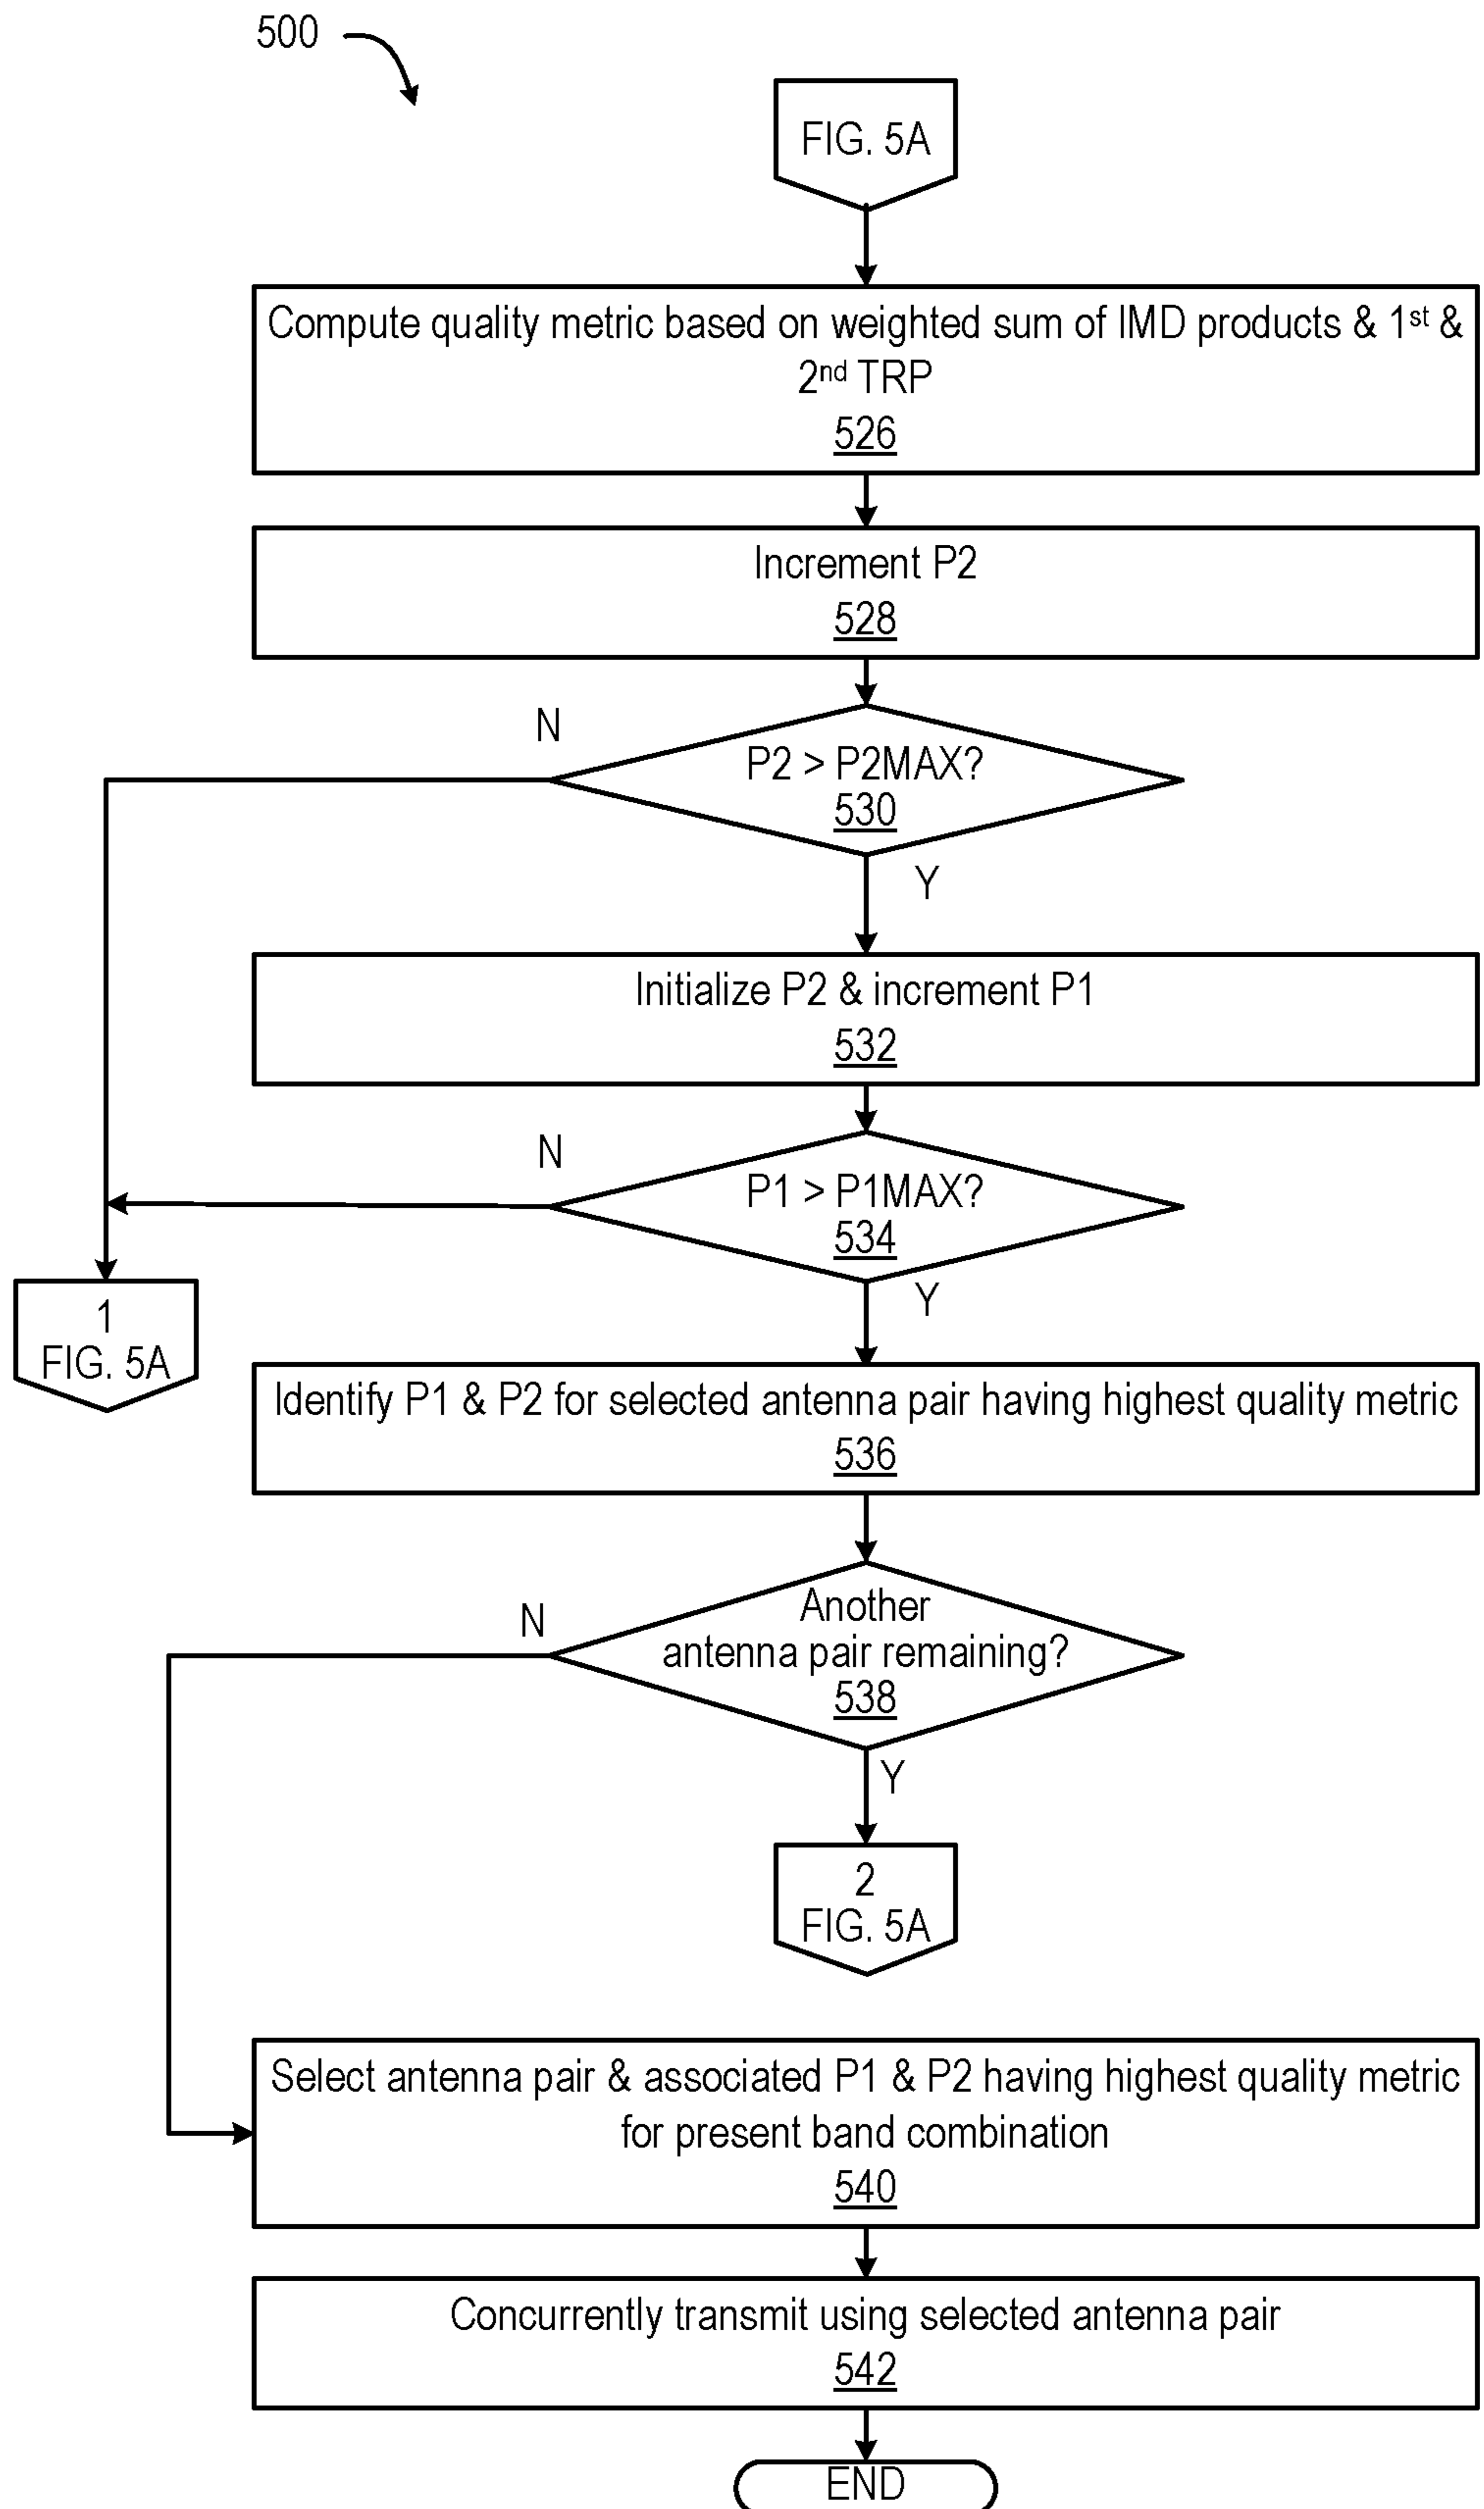 500
FIG. 5A
Compute quality metric based on weighted sum of IMD products & 1st &
2nd TRP
526
Increment P2
528
N
P2 > P2MAX?
530
Y
Initialize P2 & increment P1
532
N
P1 > P1MAX?
534
Y
1
FIG. 5A
Identify P1 & P2 for selected antenna pair having highest quality metric
536
N
Another
antenna pair remaining?
538
Y
2
FIG. 5A
Select antenna pair & associated P1 & P2 having highest quality metric
for present band combination
540
Concurrently transmit using selected antenna pair
542
END